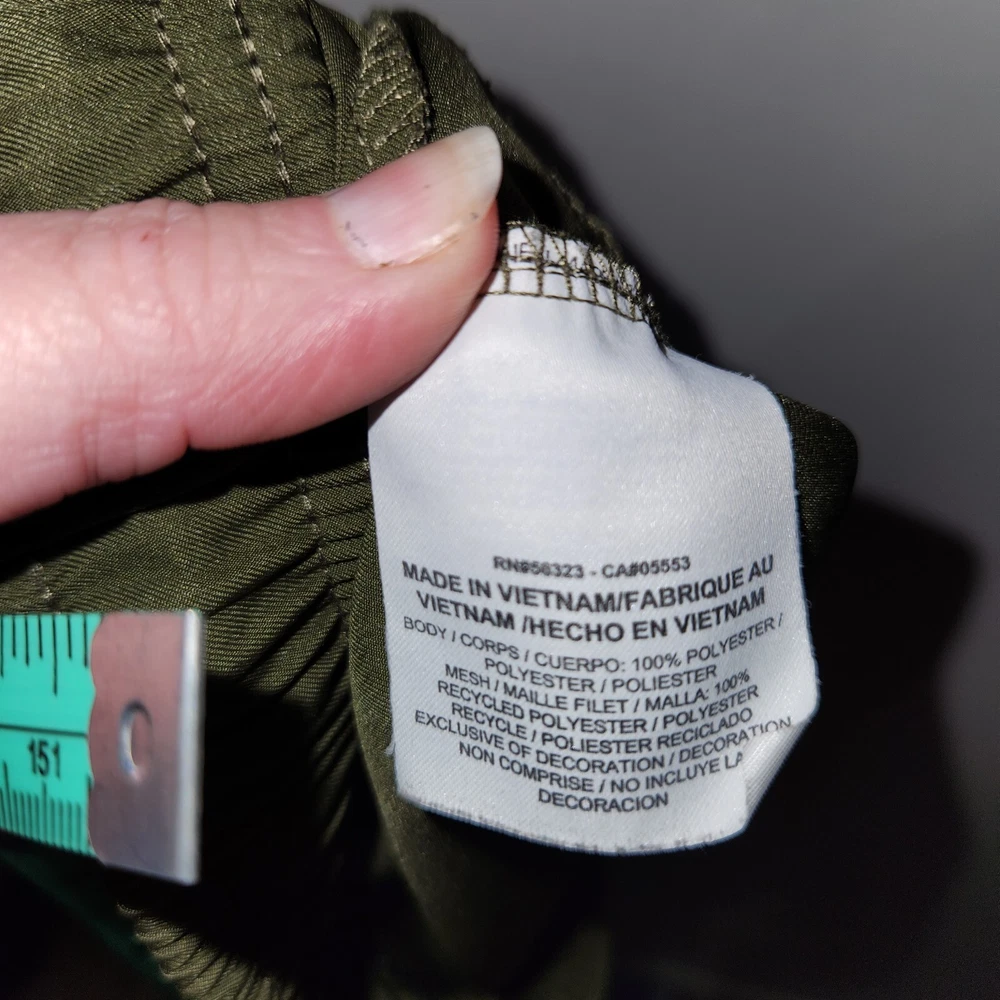 RN#56323 - CA#05553
MADE IN VIETNAM/FABRIQUE AU
VIETNAM /HECHO EN VIETNAM
BODY / CORPS / CUERPO: 100% POLYESTER /
POLYESTER / POLIESTER
MESH / MAILLE FILET / MALLA: 100%
RECYCLED POLYESTER / POLYESTER
RECYCLE / POLIESTER RECICLADO
EXCLUSIVE OF DECORATION / DECORATION
NON COMPRISE / NO INCLUYE LA
DECORACION
151